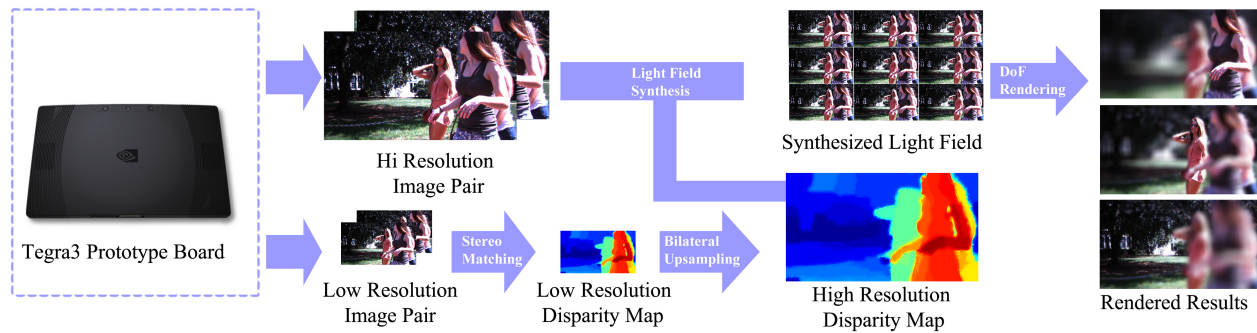 Tegra3 Prototype Board
Hi Resolution
Image Pair
Low Resolution
Image Pair
Stereo
Matching
Low Resolution
Disparity Map
Bilateral
Upsampling
High Resolution
Disparity Map
Light Field
Synthesis
Synthesized Light Field
DoF
Rendering
Rendered Results